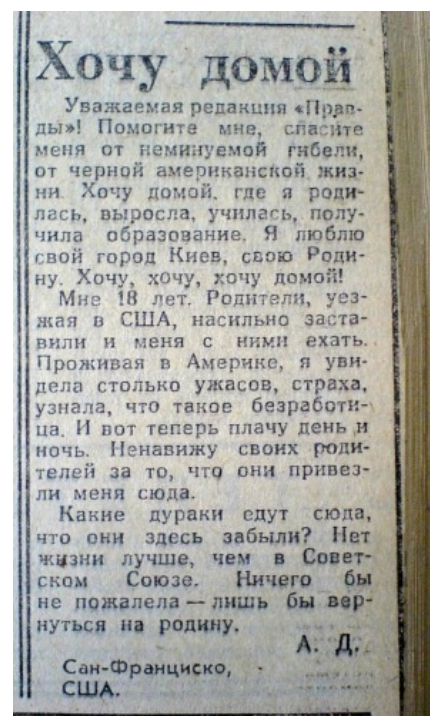 Хочу домой
Уважаемая редакция «Прав-
ды»! Помогите мне, спасите
меня от неминуемой гибели,
от черной американской жиз-
ни. Хочу домой, где я роди-
лась, выросла, училась, полу-
чила образование. Я люблю
свой город Киев, свою Роди-
ну. Хочу, хочу, хочу домой!
Мне 18 лет. Родители, уез-
жая в США, насильно заста-
вили и меня с ними ехать.
Проживая в Америке, я уви-
дела столько ужасов, страха,
узнала, что такое безработи-
ца. И вот теперь плачу день и
ночь. Ненавижу своих роди-
телей за то, что они привез-
ли меня сюда.
Какие дураки едут сюда,
что они здесь забыли? Нет
жизни лучше, чем в Совет-
ском Союзе. Ничего бы
не пожалела — лишь бы вер-
нуться на родину.
А. Д.
Сан-Франциско,
США.